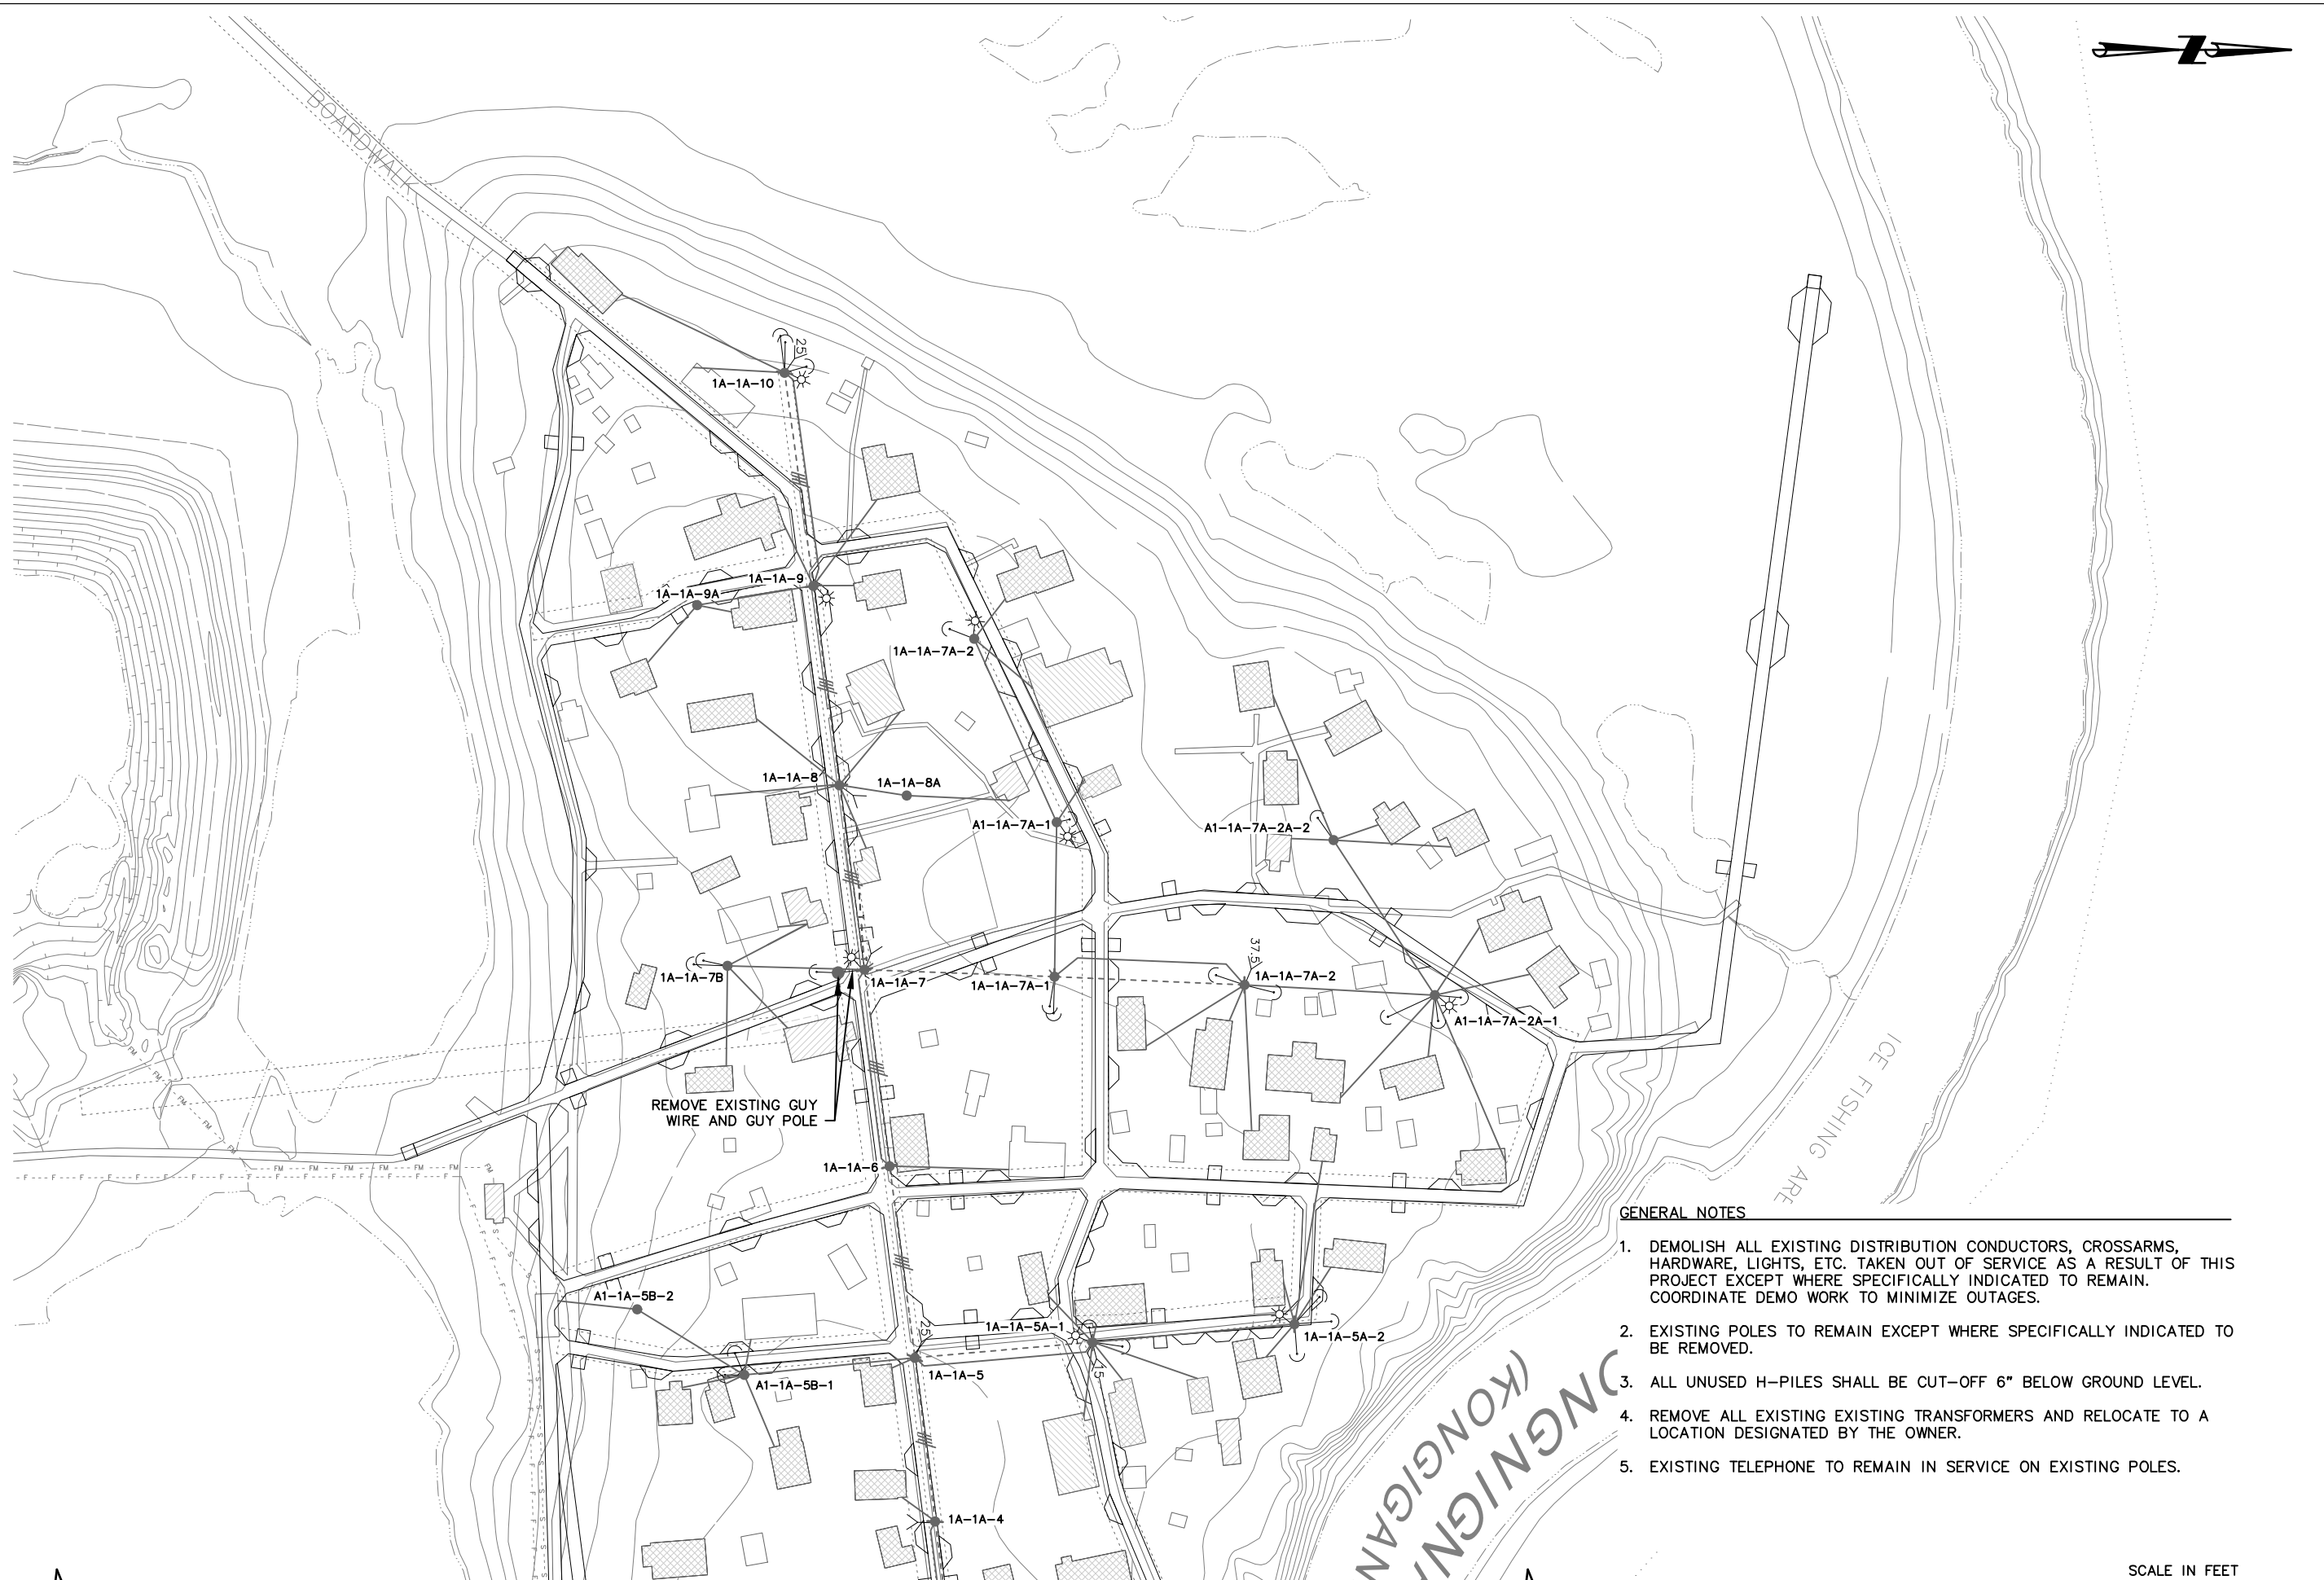 BOARDWALK
25
1A-1A-10
1A-1A-9
1A-1A-9A
1A-1A-7A-2
1A-1A-8
1A-1A-8A
A1-1A-7A-1
A1-1A-7A-2A-2
1A-1A-7B
1A-1A-7
1A-1A-7A-1
37.5
1A-1A-7A-2
A1-1A-7A-2A-1
REMOVE EXISTING GUY
WIRE AND GUY POLE
1A-1A-6
A1-1A-5B-2
A1-1A-5B-1
25
1A-1A-5
1A-1A-5A-1
15
1A-1A-5A-2
1A-1A-4
FM FM FM FM FM FM
F F F F F F
ICE FISHING ARE
(KONGIGAN
ONGNIGN
GENERAL NOTES
1. DEMOLISH ALL EXISTING DISTRIBUTION CONDUCTORS, CROSSARMS,
HARDWARE, LIGHTS, ETC. TAKEN OUT OF SERVICE AS A RESULT OF THIS
PROJECT EXCEPT WHERE SPECIFICALLY INDICATED TO REMAIN.
COORDINATE DEMO WORK TO MINIMIZE OUTAGES.
2. EXISTING POLES TO REMAIN EXCEPT WHERE SPECIFICALLY INDICATED TO
BE REMOVED.
3. ALL UNUSED H-PILES SHALL BE CUT-OFF 6" BELOW GROUND LEVEL.
4. REMOVE ALL EXISTING EXISTING TRANSFORMERS AND RELOCATE TO A
LOCATION DESIGNATED BY THE OWNER.
5. EXISTING TELEPHONE TO REMAIN IN SERVICE ON EXISTING POLES.
SCALE IN FEET